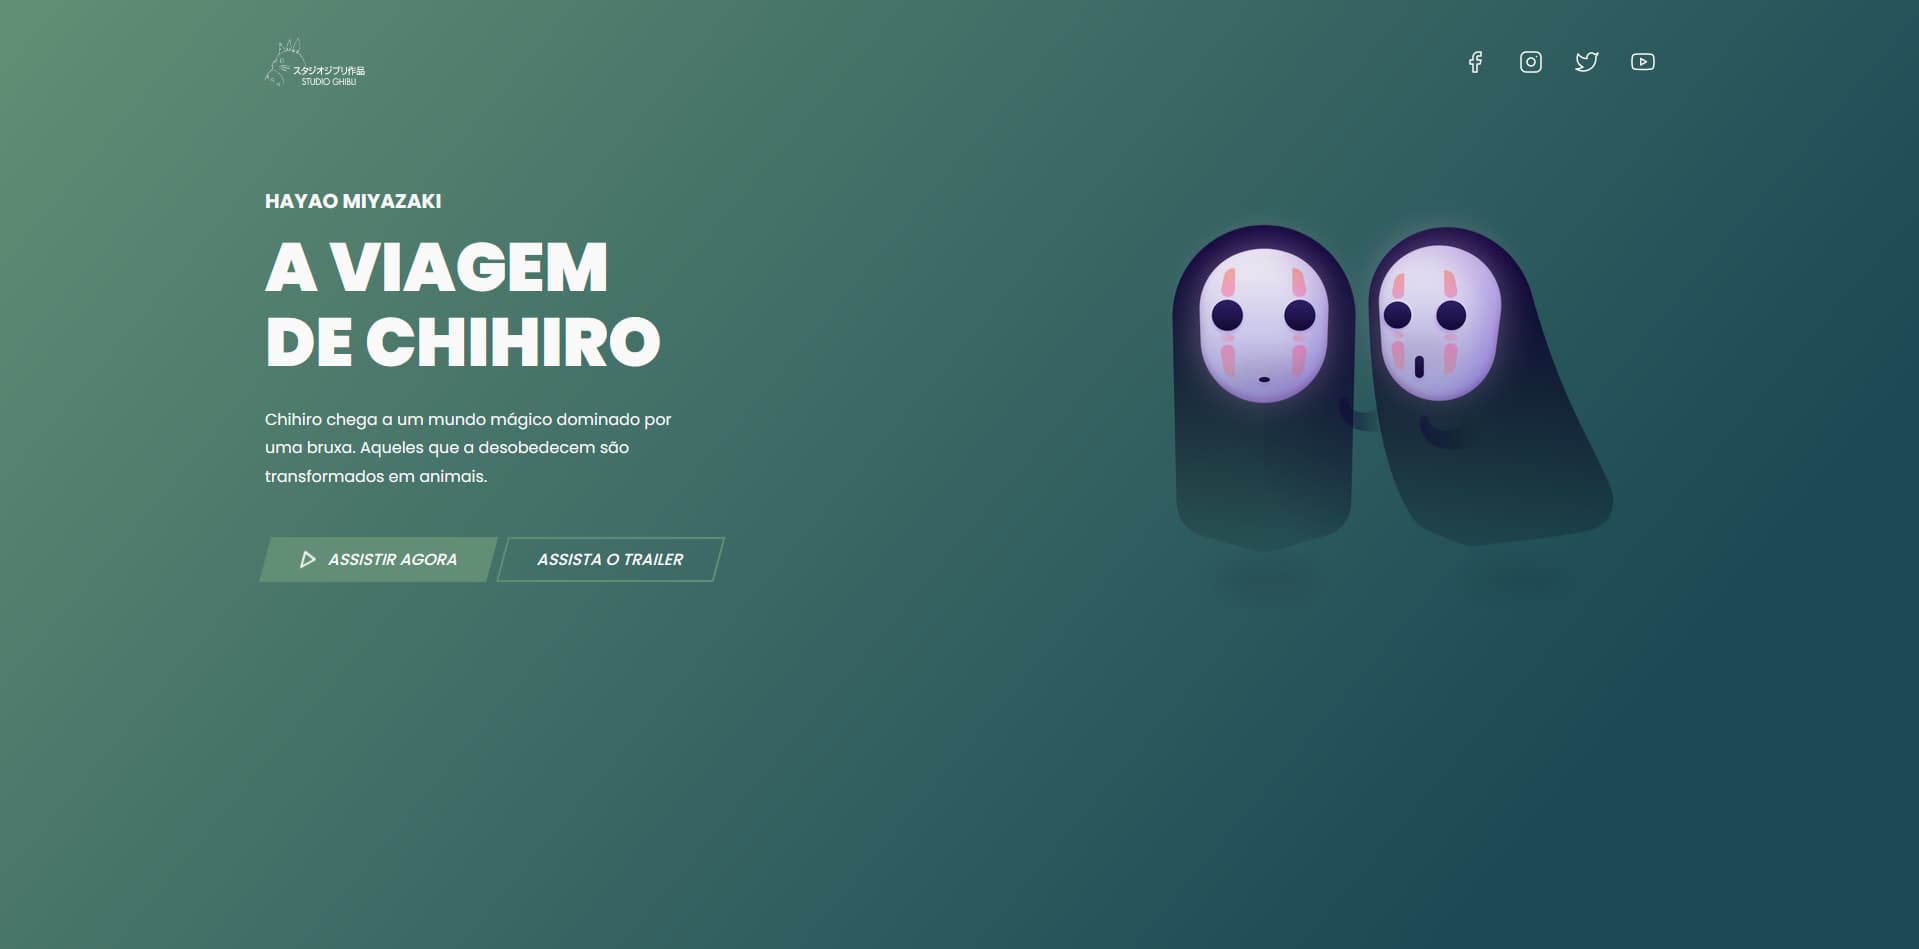 スタジオジブリ作品
STUDIO GHIBLI
HAYAO MIYAZAKI
A VIAGEM
DE CHIHIRO
Chihiro chega a um mundo mágico dominado por
uma bruxa. Aqueles que a desobedecem são
transformados em animais.
ASSISTIR AGORA
ASSISTA O TRAILER